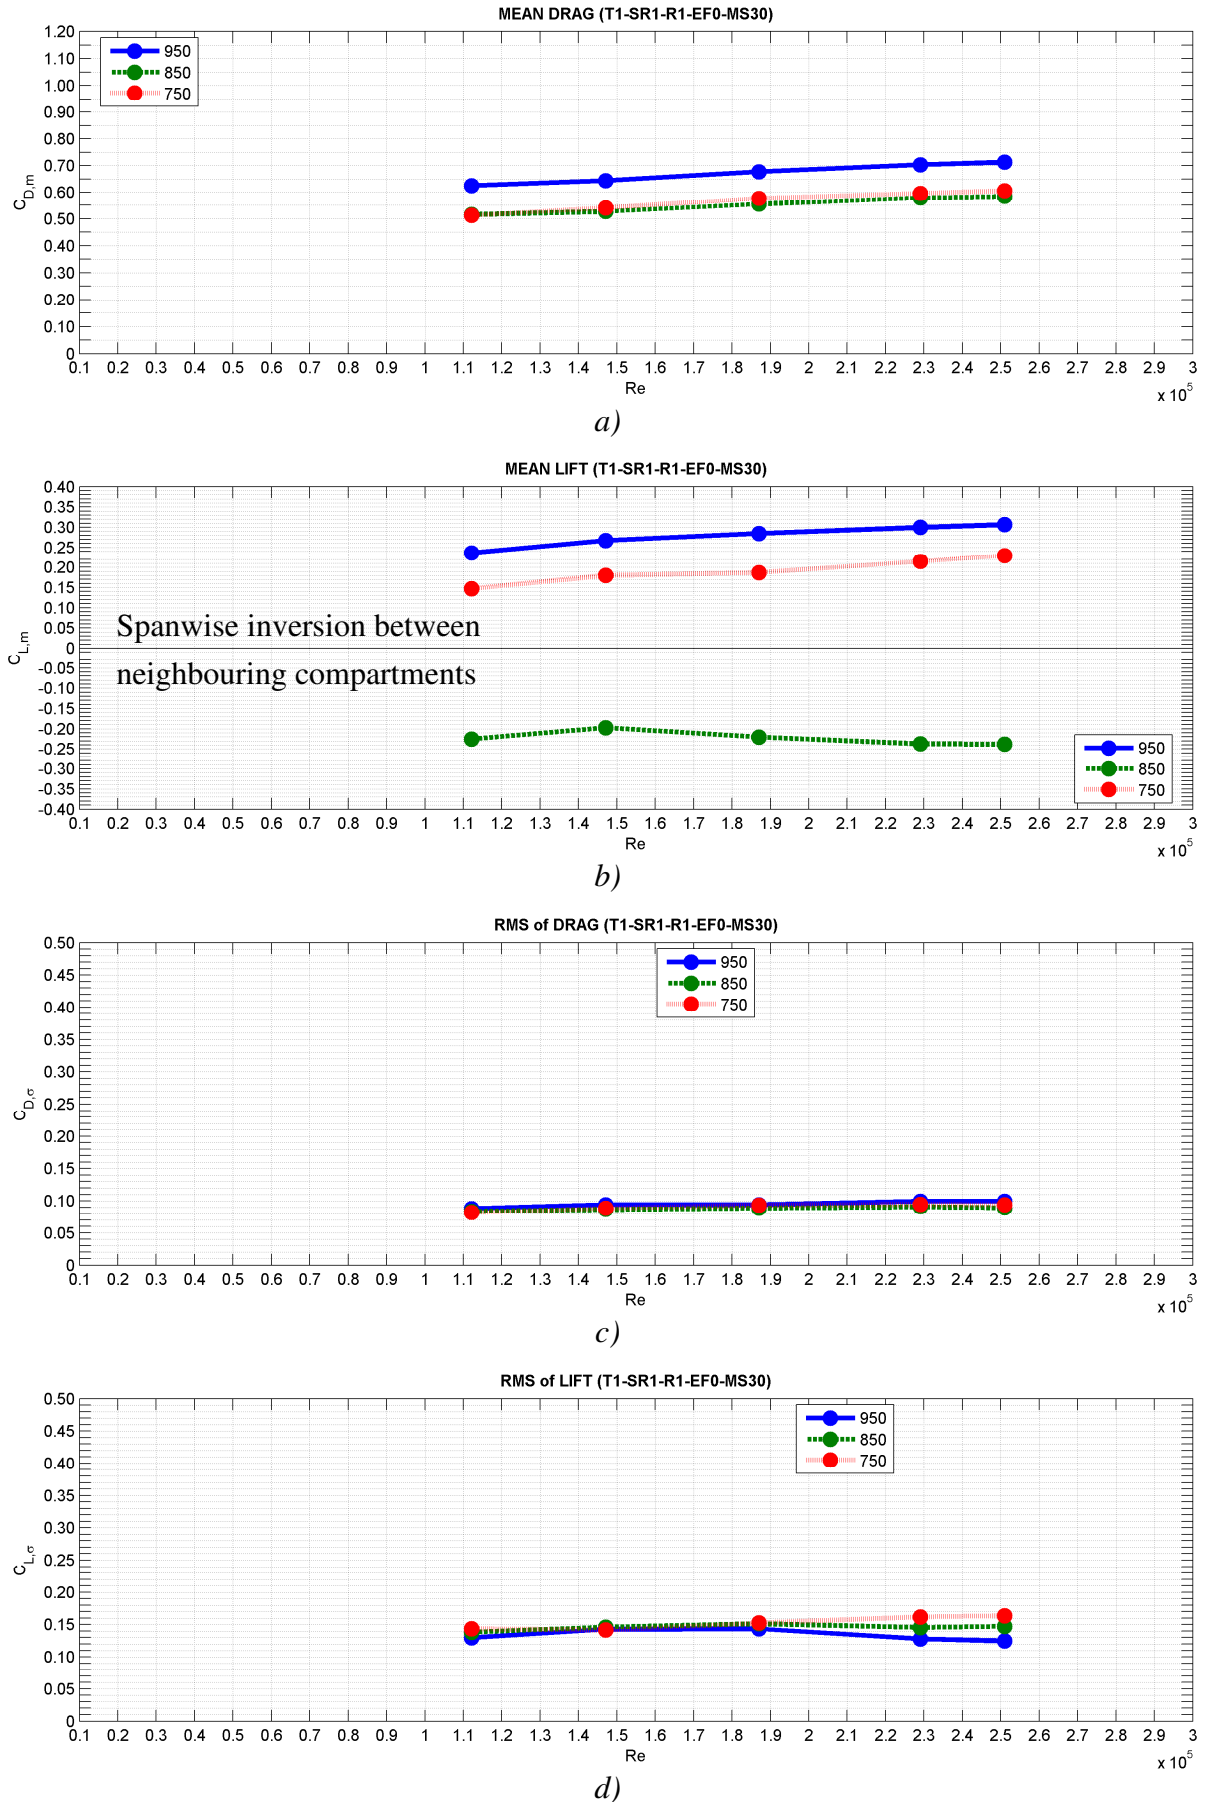 MEAN DRAG (T1-SR1-R1-EF0-MS30)
1.20
1.10
1.00
0.90
0.80
0.70
0.60
0.50
0.40
0.30
0.20
0.10
0
950
850
750
C_D,m
0.1 0.2 0.3 0.4 0.5 0.6 0.7 0.8 0.9 1 1.1 1.2 1.3 1.4 1.5 1.6 1.7 1.8 1.9 2 2.1 2.2 2.3 2.4 2.5 2.6 2.7 2.8 2.9 3
Re
x 10^5
a)
MEAN LIFT (T1-SR1-R1-EF0-MS30)
0.40
0.35
0.30
0.25
0.20
0.15
0.10
0.05
0
-0.05
-0.10
-0.15
-0.20
-0.25
-0.30
-0.35
-0.40
C_L,m
Spanwise inversion between
neighbouring compartments
950
850
750
0.1 0.2 0.3 0.4 0.5 0.6 0.7 0.8 0.9 1 1.1 1.2 1.3 1.4 1.5 1.6 1.7 1.8 1.9 2 2.1 2.2 2.3 2.4 2.5 2.6 2.7 2.8 2.9 3
Re
x 10^5
b)
RMS of DRAG (T1-SR1-R1-EF0-MS30)
0.50
0.45
0.40
0.35
0.30
0.25
0.20
0.15
0.10
0.05
0
950
850
750
C_D,σ
0.1 0.2 0.3 0.4 0.5 0.6 0.7 0.8 0.9 1 1.1 1.2 1.3 1.4 1.5 1.6 1.7 1.8 1.9 2 2.1 2.2 2.3 2.4 2.5 2.6 2.7 2.8 2.9 3
Re
x 10^5
c)
RMS of LIFT (T1-SR1-R1-EF0-MS30)
0.50
0.45
0.40
0.35
0.30
0.25
0.20
0.15
0.10
0.05
0
950
850
750
C_L,σ
0.1 0.2 0.3 0.4 0.5 0.6 0.7 0.8 0.9 1 1.1 1.2 1.3 1.4 1.5 1.6 1.7 1.8 1.9 2 2.1 2.2 2.3 2.4 2.5 2.6 2.7 2.8 2.9 3
Re
x 10^5
d)